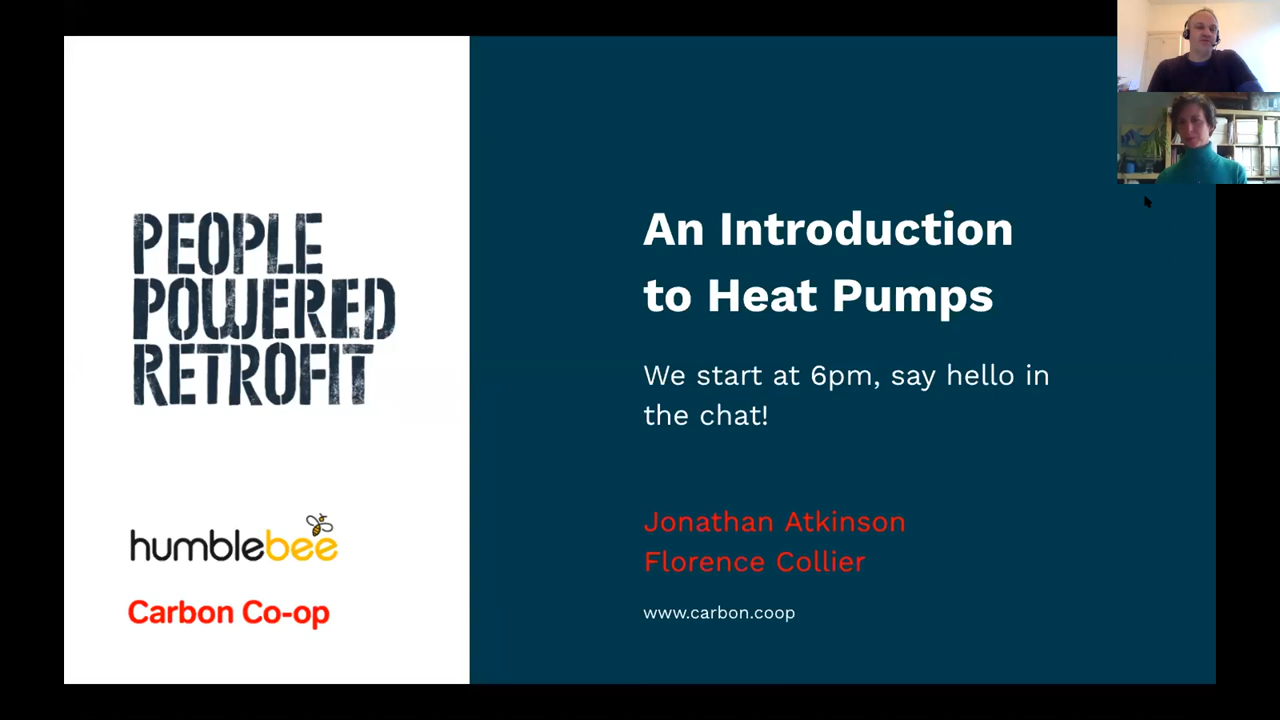 PEOPLE
POWERED
RETROFIT
humblebee
Carbon Co-op
An Introduction
to Heat Pumps
We start at 6pm, say hello in
the chat!
Jonathan Atkinson
Florence Collier
www.carbon.coop